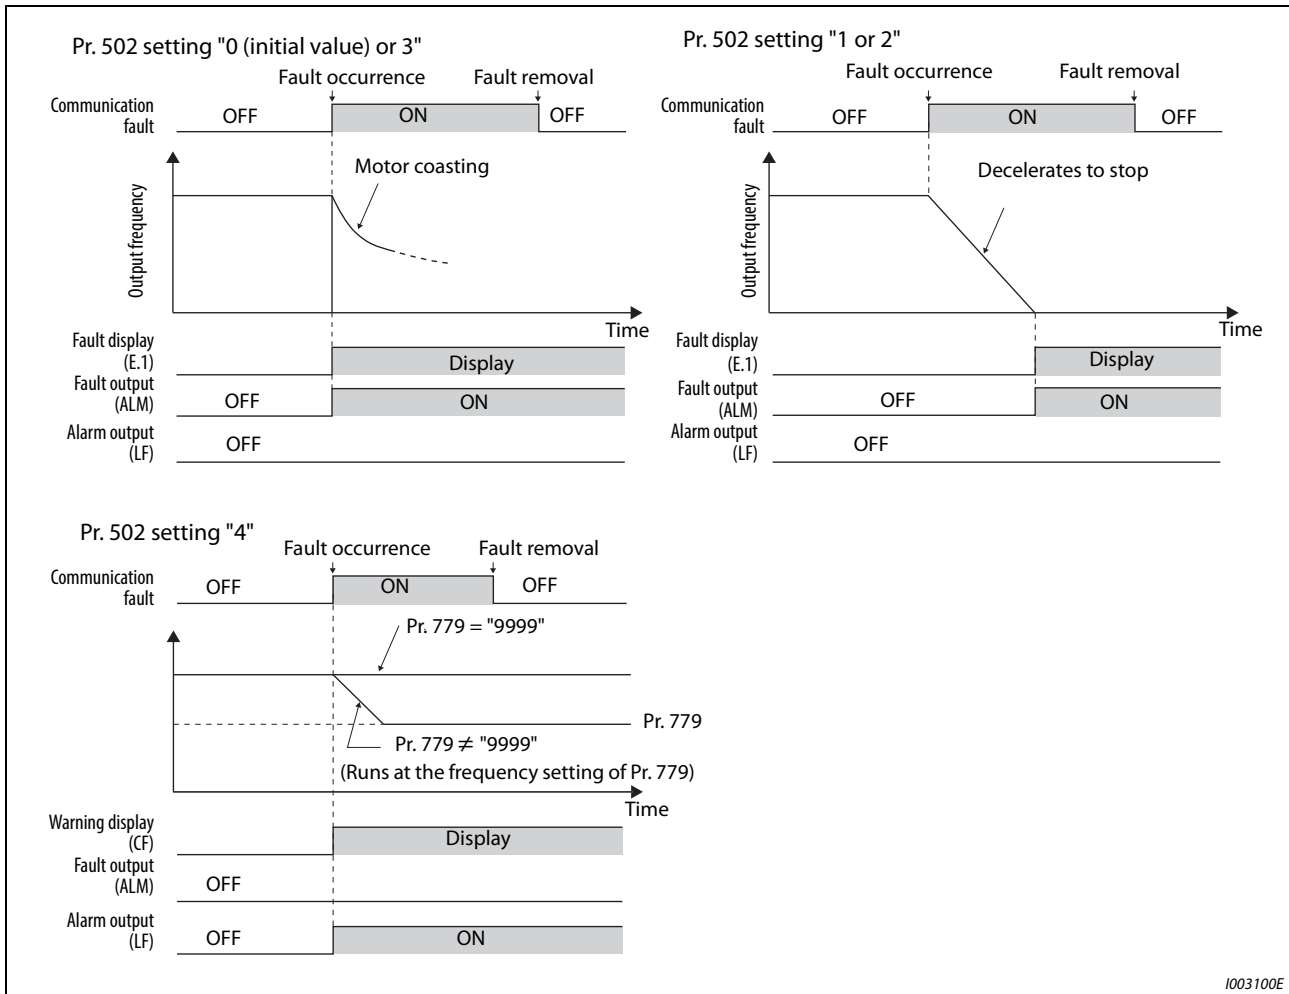 Pr. 502 setting "0 (initial value) or 3"
Fault occurrence
Fault removal
Communication
fault
OFF
ON
OFF
Motor coasting
Output frequency
Time
Fault display
(E.1)
Display
Fault output
(ALM)
OFF
ON
Alarm output
(LF)
OFF
Pr. 502 setting "1 or 2"
Fault occurrence
Fault removal
Communication
fault
OFF
ON
OFF
Decelerates to stop
Output frequency
Time
Fault display
(E.1)
Display
Fault output
(ALM)
OFF
ON
Alarm output
(LF)
OFF
Pr. 502 setting "4"
Fault occurrence
Fault removal
Communication
fault
OFF
ON
OFF
Pr. 779 = "9999"
Pr. 779
Pr. 779 ≠ "9999"
(Runs at the frequency setting of Pr. 779)
Time
Warning display
(CF)
Display
Fault output
(ALM)
OFF
Alarm output
(LF)
OFF
ON
I003100E